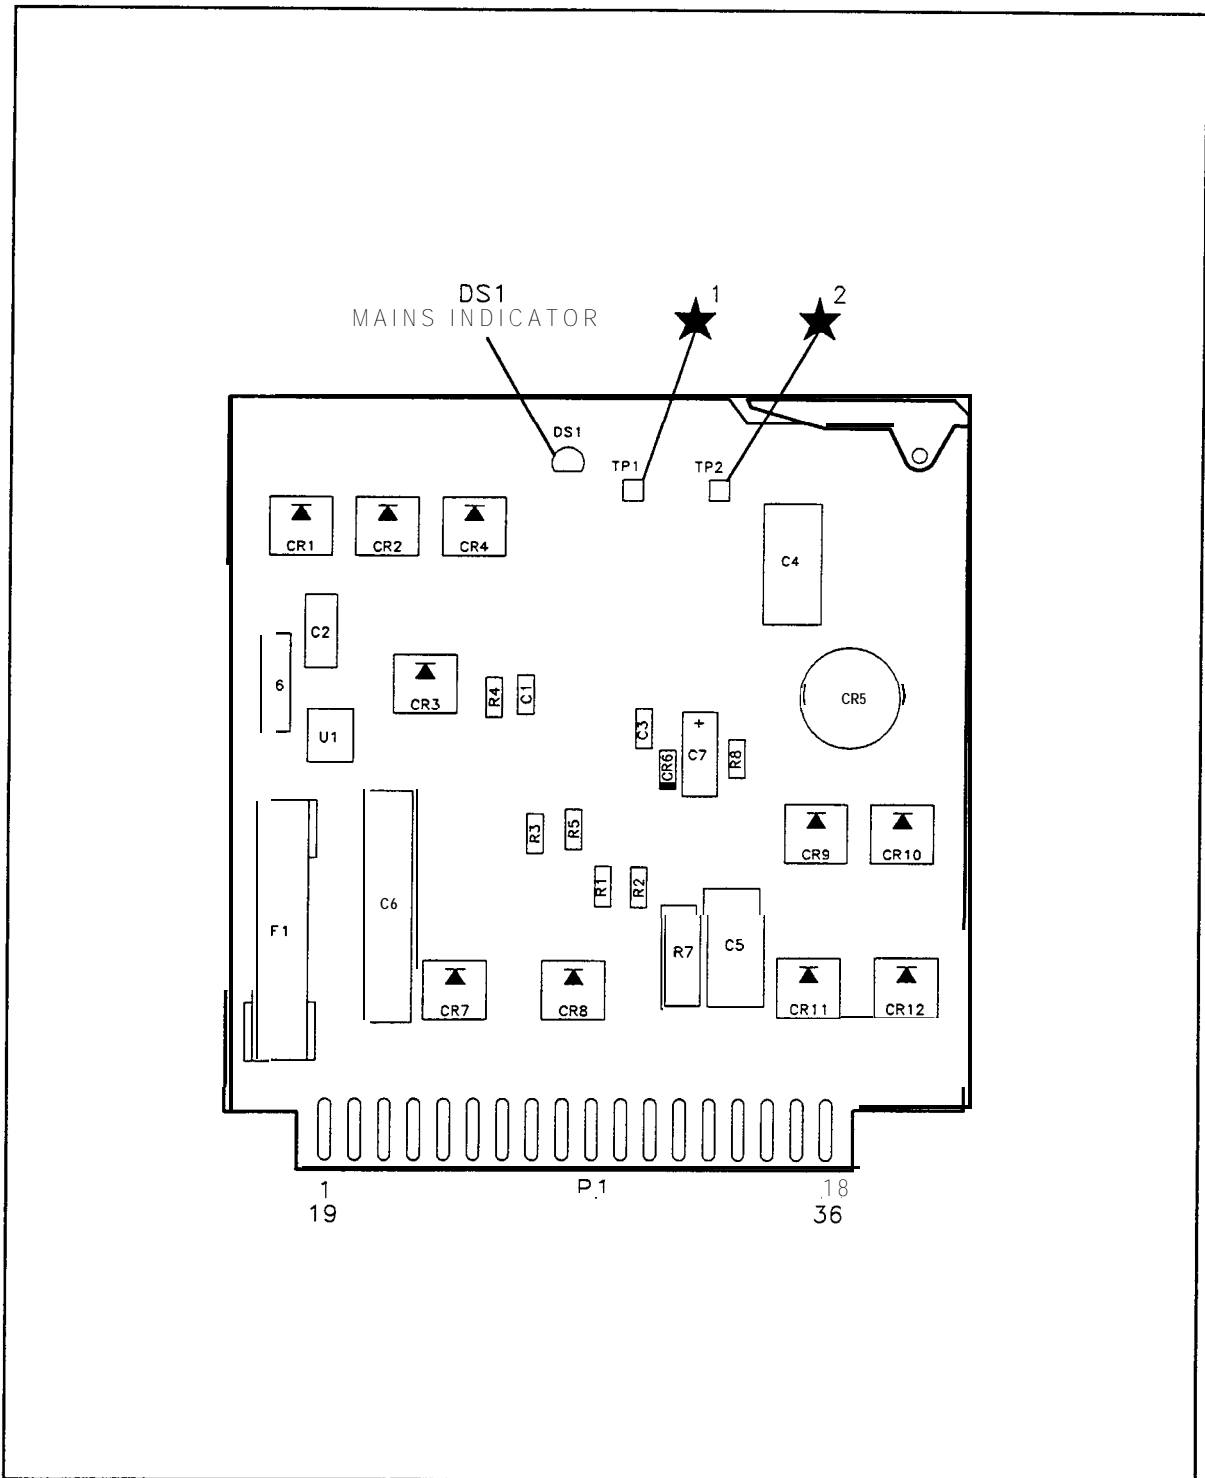 DS1
MAINS INDICATOR
1
2
DS1
TP1
TP2
CR1
CR2
CR4
C4
C2
6
CR3
R4
C1
CR5
U1
C3
CR6
+
C7
R8
R3
R5
CR9
CR10
R1
R2
C6
F1
R7
C5
CR7
CR8
CR11
CR12
1
P.1
18
19
36